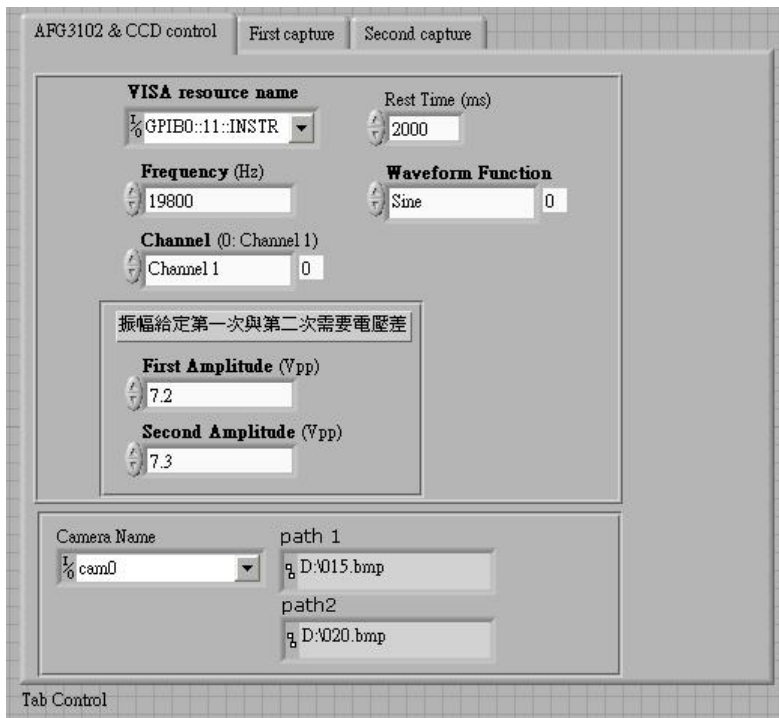 AFG3102 & CCD control
First capture
Second capture
VISA resource name
GPIB0::11::INSTR
Rest Time (ms)
2000
Frequency (Hz)
19800
Waveform Function
Sine 0
Channel (0: Channel 1)
Channel 1 0
振幅給定第一次與第二次需要電壓差
First Amplitude (Vpp)
7.2
Second Amplitude (Vpp)
7.3
Camera Name
cam0
path 1
D:\015.bmp
path2
D:\020.bmp
Tab Control